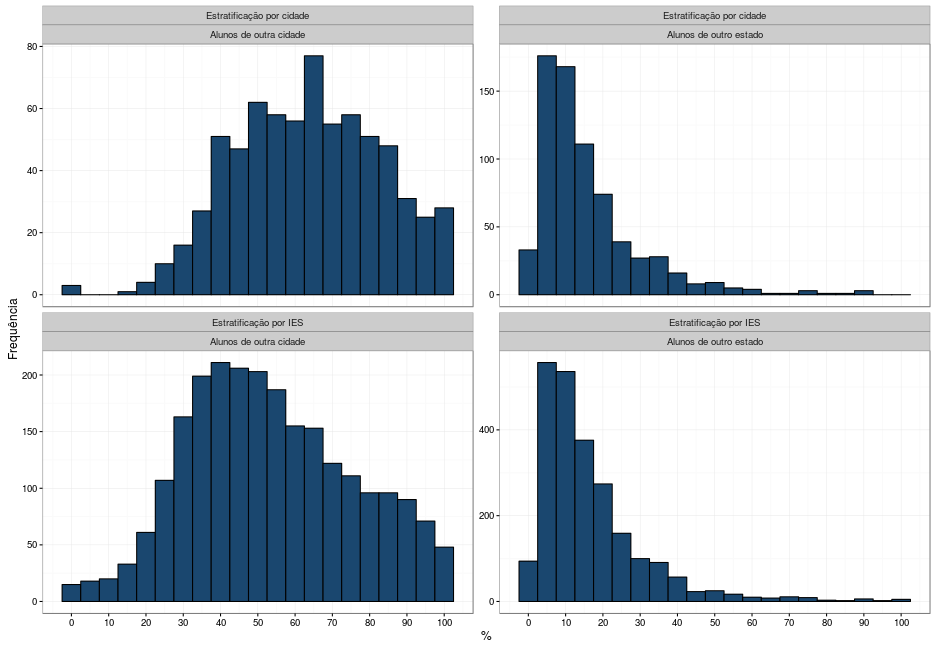 Estratificação por cidade
Alunos de outra cidade
80
60
40
20
0
Estratificação por cidade
Alunos de outro estado
150
100
50
0
Frequência
Estratificação por IES
Alunos de outra cidade
200
150
100
50
0
0 10 20 30 40 50 60 70 80 90 100
Estratificação por IES
Alunos de outro estado
400
200
0
0 10 20 30 40 50 60 70 80 90 100
%